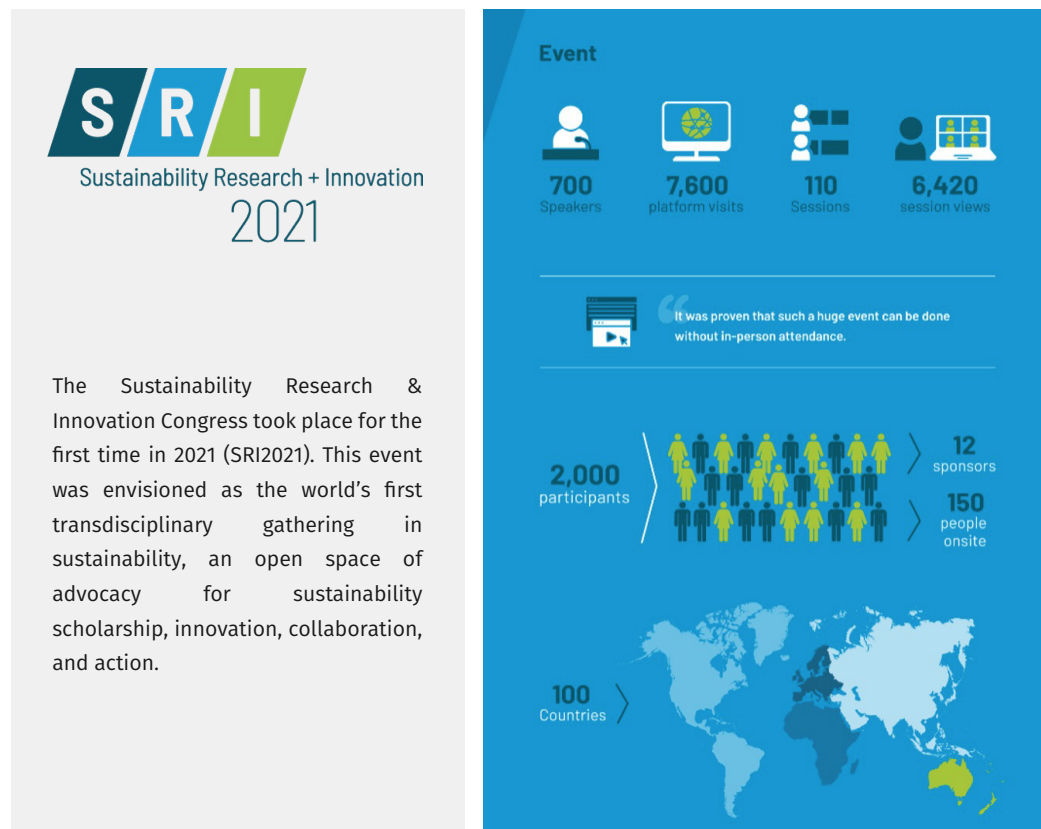 SRI
Sustainability Research + Innovation
2021
The Sustainability Research &
Innovation Congress took place for the
first time in 2021 (SRI2021). This event
was envisioned as the world's first
transdisciplinary gathering in
sustainability, an open space of
advocacy for sustainability
scholarship, innovation, collaboration,
and action.
Event
700
Speakers
7,600
platform visits
110
Sessions
6,420
session views
“It was proven that such a huge event can be done
without in-person attendance.
2,000
participants
12
sponsors
150
people
onsite
100
Countries